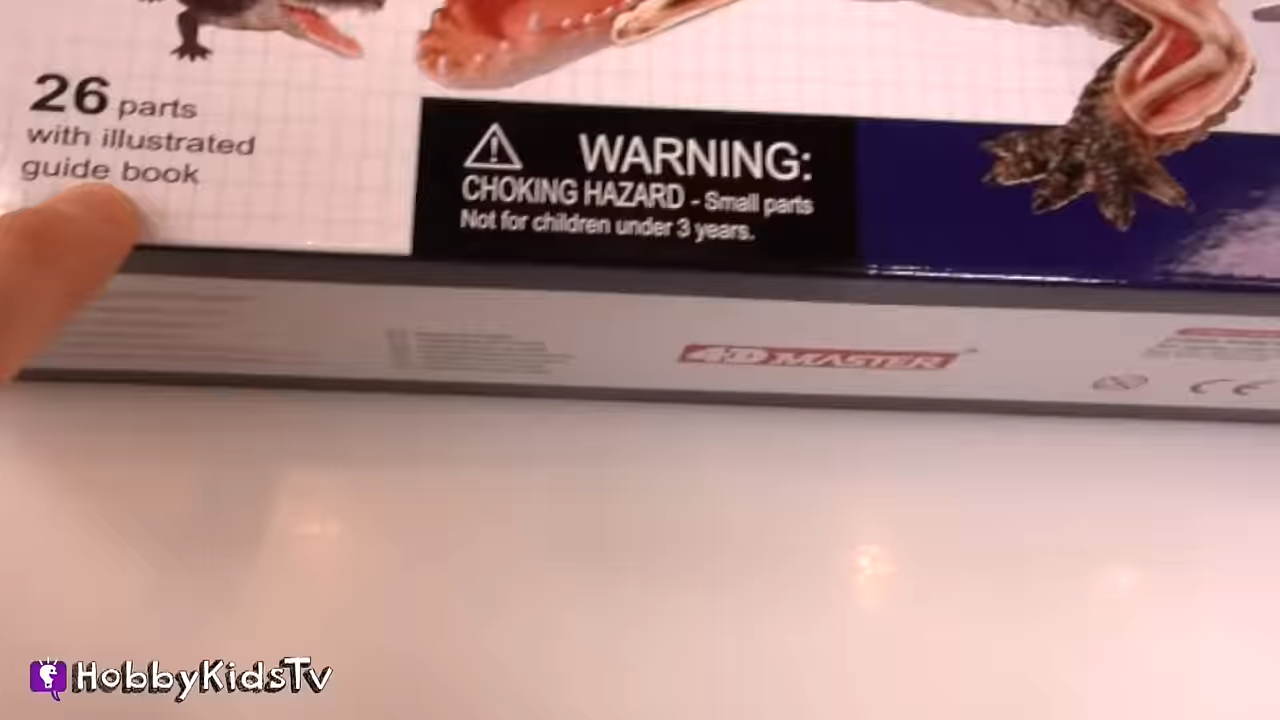 26 parts
with illustrated
guide book
WARNING:
CHOKING HAZARD - Small parts
Not for children under 3 years.
4D MASTER
CE
HobbyKidsTv